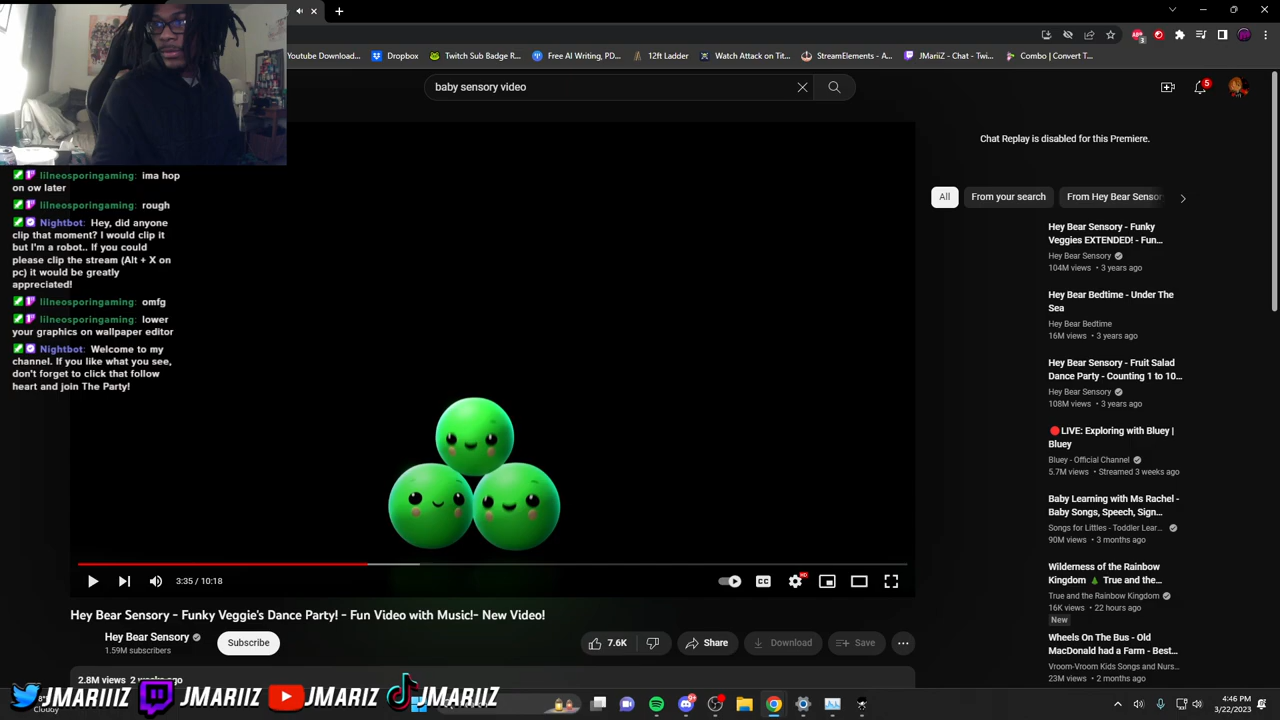 Youtube Download...
Dropbox
Twitch Sub Badge R...
Free AI Writing, PD...
12ft Ladder
Watch
StreamElements - A...
JMariiZ - Chat - Twi...
Combo | Convert T...
baby sensory video
5
Chat Replay is disabled for this Premiere.
lilneosporingaming: ima hop
on ow later
lilneosporingaming: rough
Nightbot: Hey, did anyone
clip that moment? I would clip it
but I'm a robot.. If you could
please clip the stream (Alt + X on
pc) it would be greatly
appreciated!
lilneosporingaming: omfg
lilneosporingaming: lower
your graphics on wallpaper editor
Nightbot: Welcome to my
channel. If you like what you see,
don't forget to click that follow
heart and join The Party!
All
From your search
From Hey Bear Sensor
Hey Bear Sensory - Funky
Veggies EXTENDED! - Fun...
Hey Bear Sensory
104M views • 3 years ago
Hey Bear Bedtime - Under The
Sea
Hey Bear Bedtime
16M views • 3 years ago
Hey Bear Sensory - Fruit Salad
Dance Party - Counting 1 to 10...
Hey Bear Sensory
108M views • 3 years ago
LIVE: Exploring with Bluey |
Bluey
Bluey - Official Channel
5.7M views • Streamed 3 weeks ago
Baby Learning with Ms Rachel -
Baby Songs, Speech, Sign...
Songs for Littles - Toddler Lear...
90M views • 3 months ago
Wilderness of the Rainbow
Kingdom 🌲 True and the...
True and the Rainbow Kingdom
16K views • 22 hours ago
New
Wheels On The Bus - Old
MacDonald had a Farm - Best...
Vroom-Vroom Kids Songs and Nurs...
23M views • 2 months ago
3:35 / 10:18
CC
HD
Hey Bear Sensory - Funky Veggie's Dance Party! - Fun Video with Music!- New Video!
Hey Bear Sensory
1.59M subscribers
Subscribe
7.6K
Share
Download
Save
2.8M views 2 weeks ago
Cloudy
JMARIIIZ
JMARIIZ
JMARIZ
JMARIIZ
4:46 PM
3/22/2023